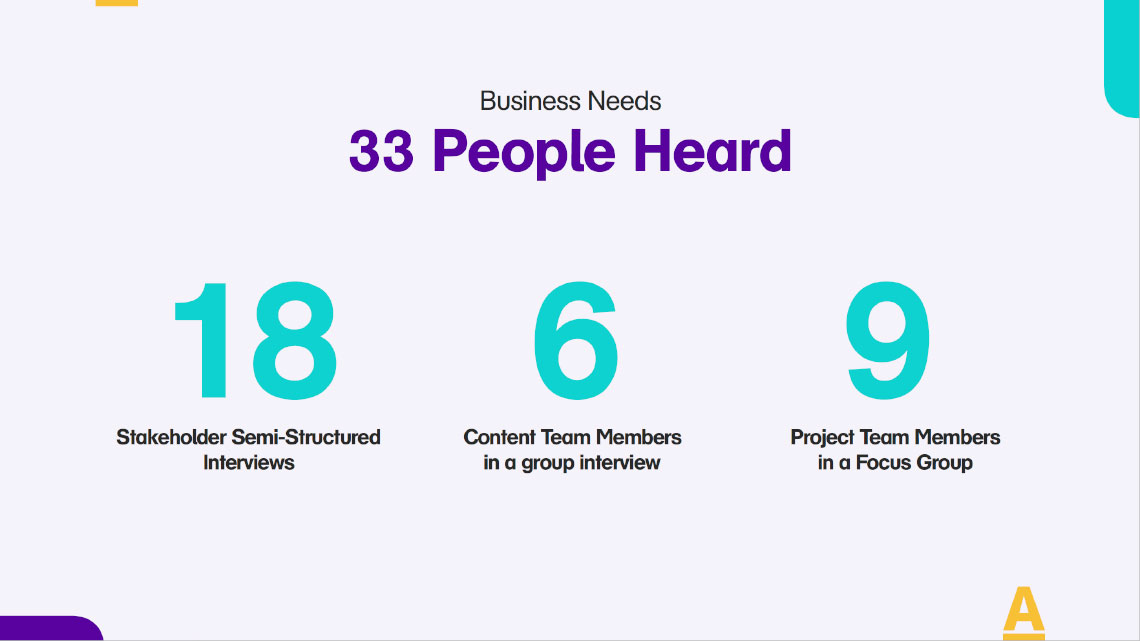 Business Needs
33 People Heard
18
Stakeholder Semi-Structured
Interviews
6
Content Team Members
in a group interview
9
Project Team Members
in a Focus Group
A